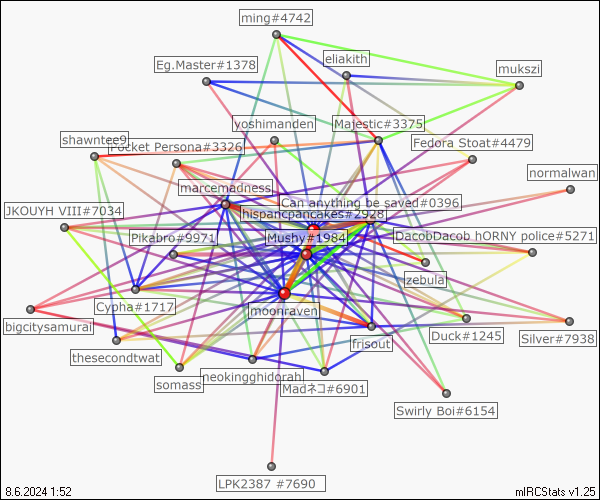 ming#4742
eliakith
Eg.Master#1378
mukszi
yoshimanden
Majestic#3375
shawntee9
Pocket Persona#3326
Fedora Stoat#4479
normalwan
marcemadness
Can anything be saved#0396
JKOUYH VIII#7034
hispancpancakes#2928
Pikabro#9971
Mushy#1984
DacobDacob hORNY police#5271
zebula
Cypha#1717
moonraven
bigcitysamurai
thesecondtwat
frisout
Duck#1245
Silver#7938
somass
neokingghidorah
Madネコ#6901
Swirly Boi#6154
LPK2387 #7690
8.6.2024 1:52
mIRCStats v1.25